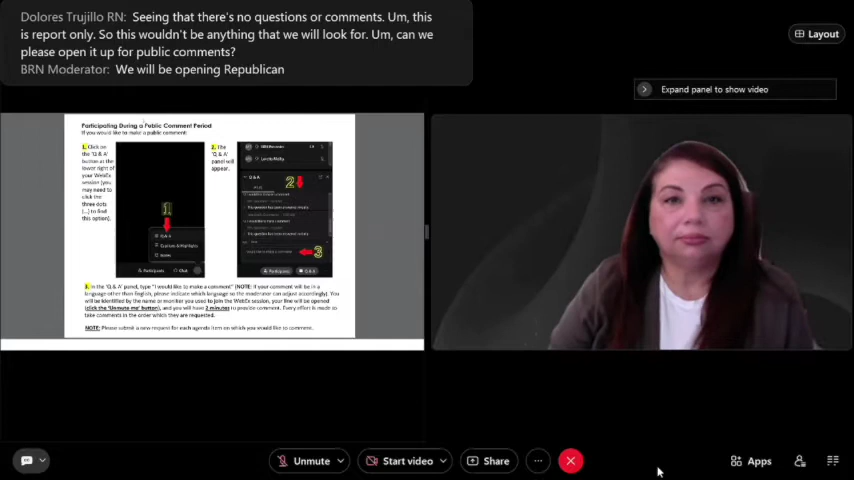 Dolores Trujillo RN: Seeing that there's no questions or comments. Um, this
is report only. So this wouldn't be anything that we will look for. Um, can we
please open it up for public comments?
BRN Moderator: We will be opening Republican
Layout
Expand panel to show video
Participating During a Public Comment Period
If you would like to make a public comment:
1. Click on
the 'Q & A'
button at the
lower right of
your WebEx
session (you
may need to
click the
three dots
(...) to find
this option).
2. The
'Q & A'
panel will
appear.
1
2
3
Q & A
Participants
Chat
3. In the 'Q & A' panel, type "I would like to make a comment" (NOTE: If your comment will be in a
language other than English, please indicate which language so the moderator can adjust accordingly). You
will be identified by the name or moniker you used to join the WebEx session, your line will be opened
(click the 'Unmute me' button), and you will have 2 minutes to provide comment. Every effort is made to
take comments in the order which they are requested.
NOTE: Please submit a new request for each agenda item on which you would like to comment.
Unmute
Start video
Share
Apps